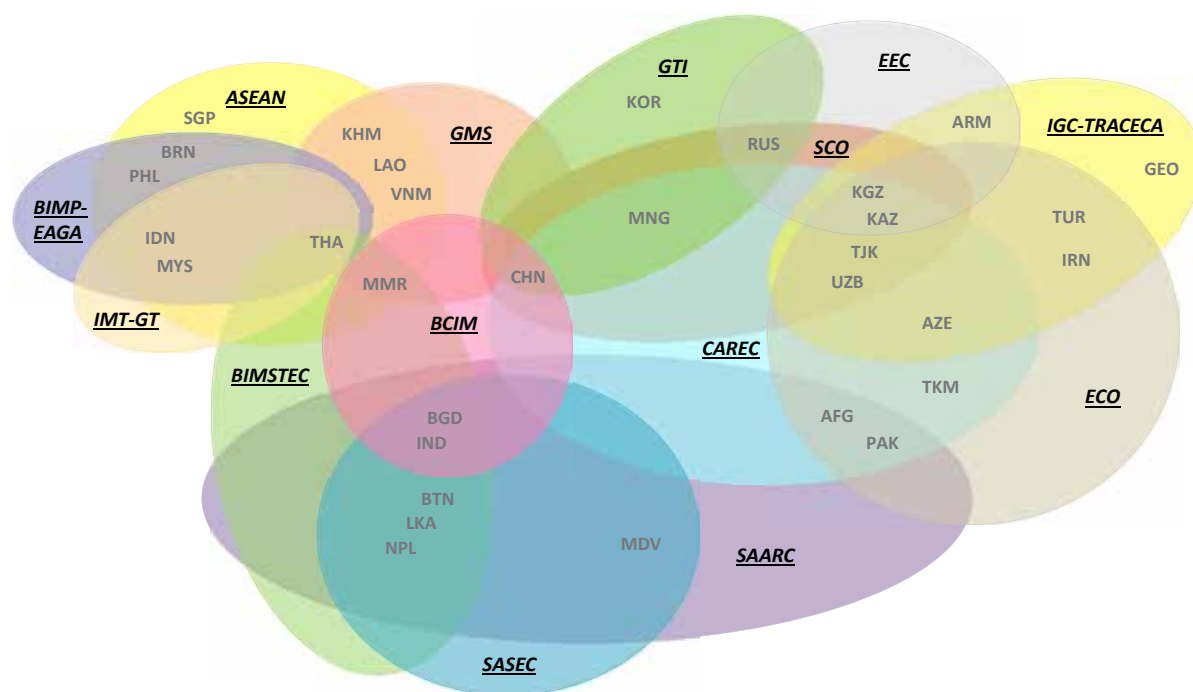 GTI
EEC
ASEAN
KOR
SGP
ARM
IGC-TRACECA
KHM
GMS
RUS
SCO
BRN
LAO
GEO
PHL
VNM
KGZ
BIMP-
EAGA
MNG
KAZ
TUR
IDN
THA
TJK
IRN
MYS
MMR
CHN
UZB
IMT-GT
BCIM
AZE
CAREC
BIMSTEC
TKM
ECO
BGD
AFG
IND
PAK
BTN
LKA
NPL
MDV
SAARC
SASEC